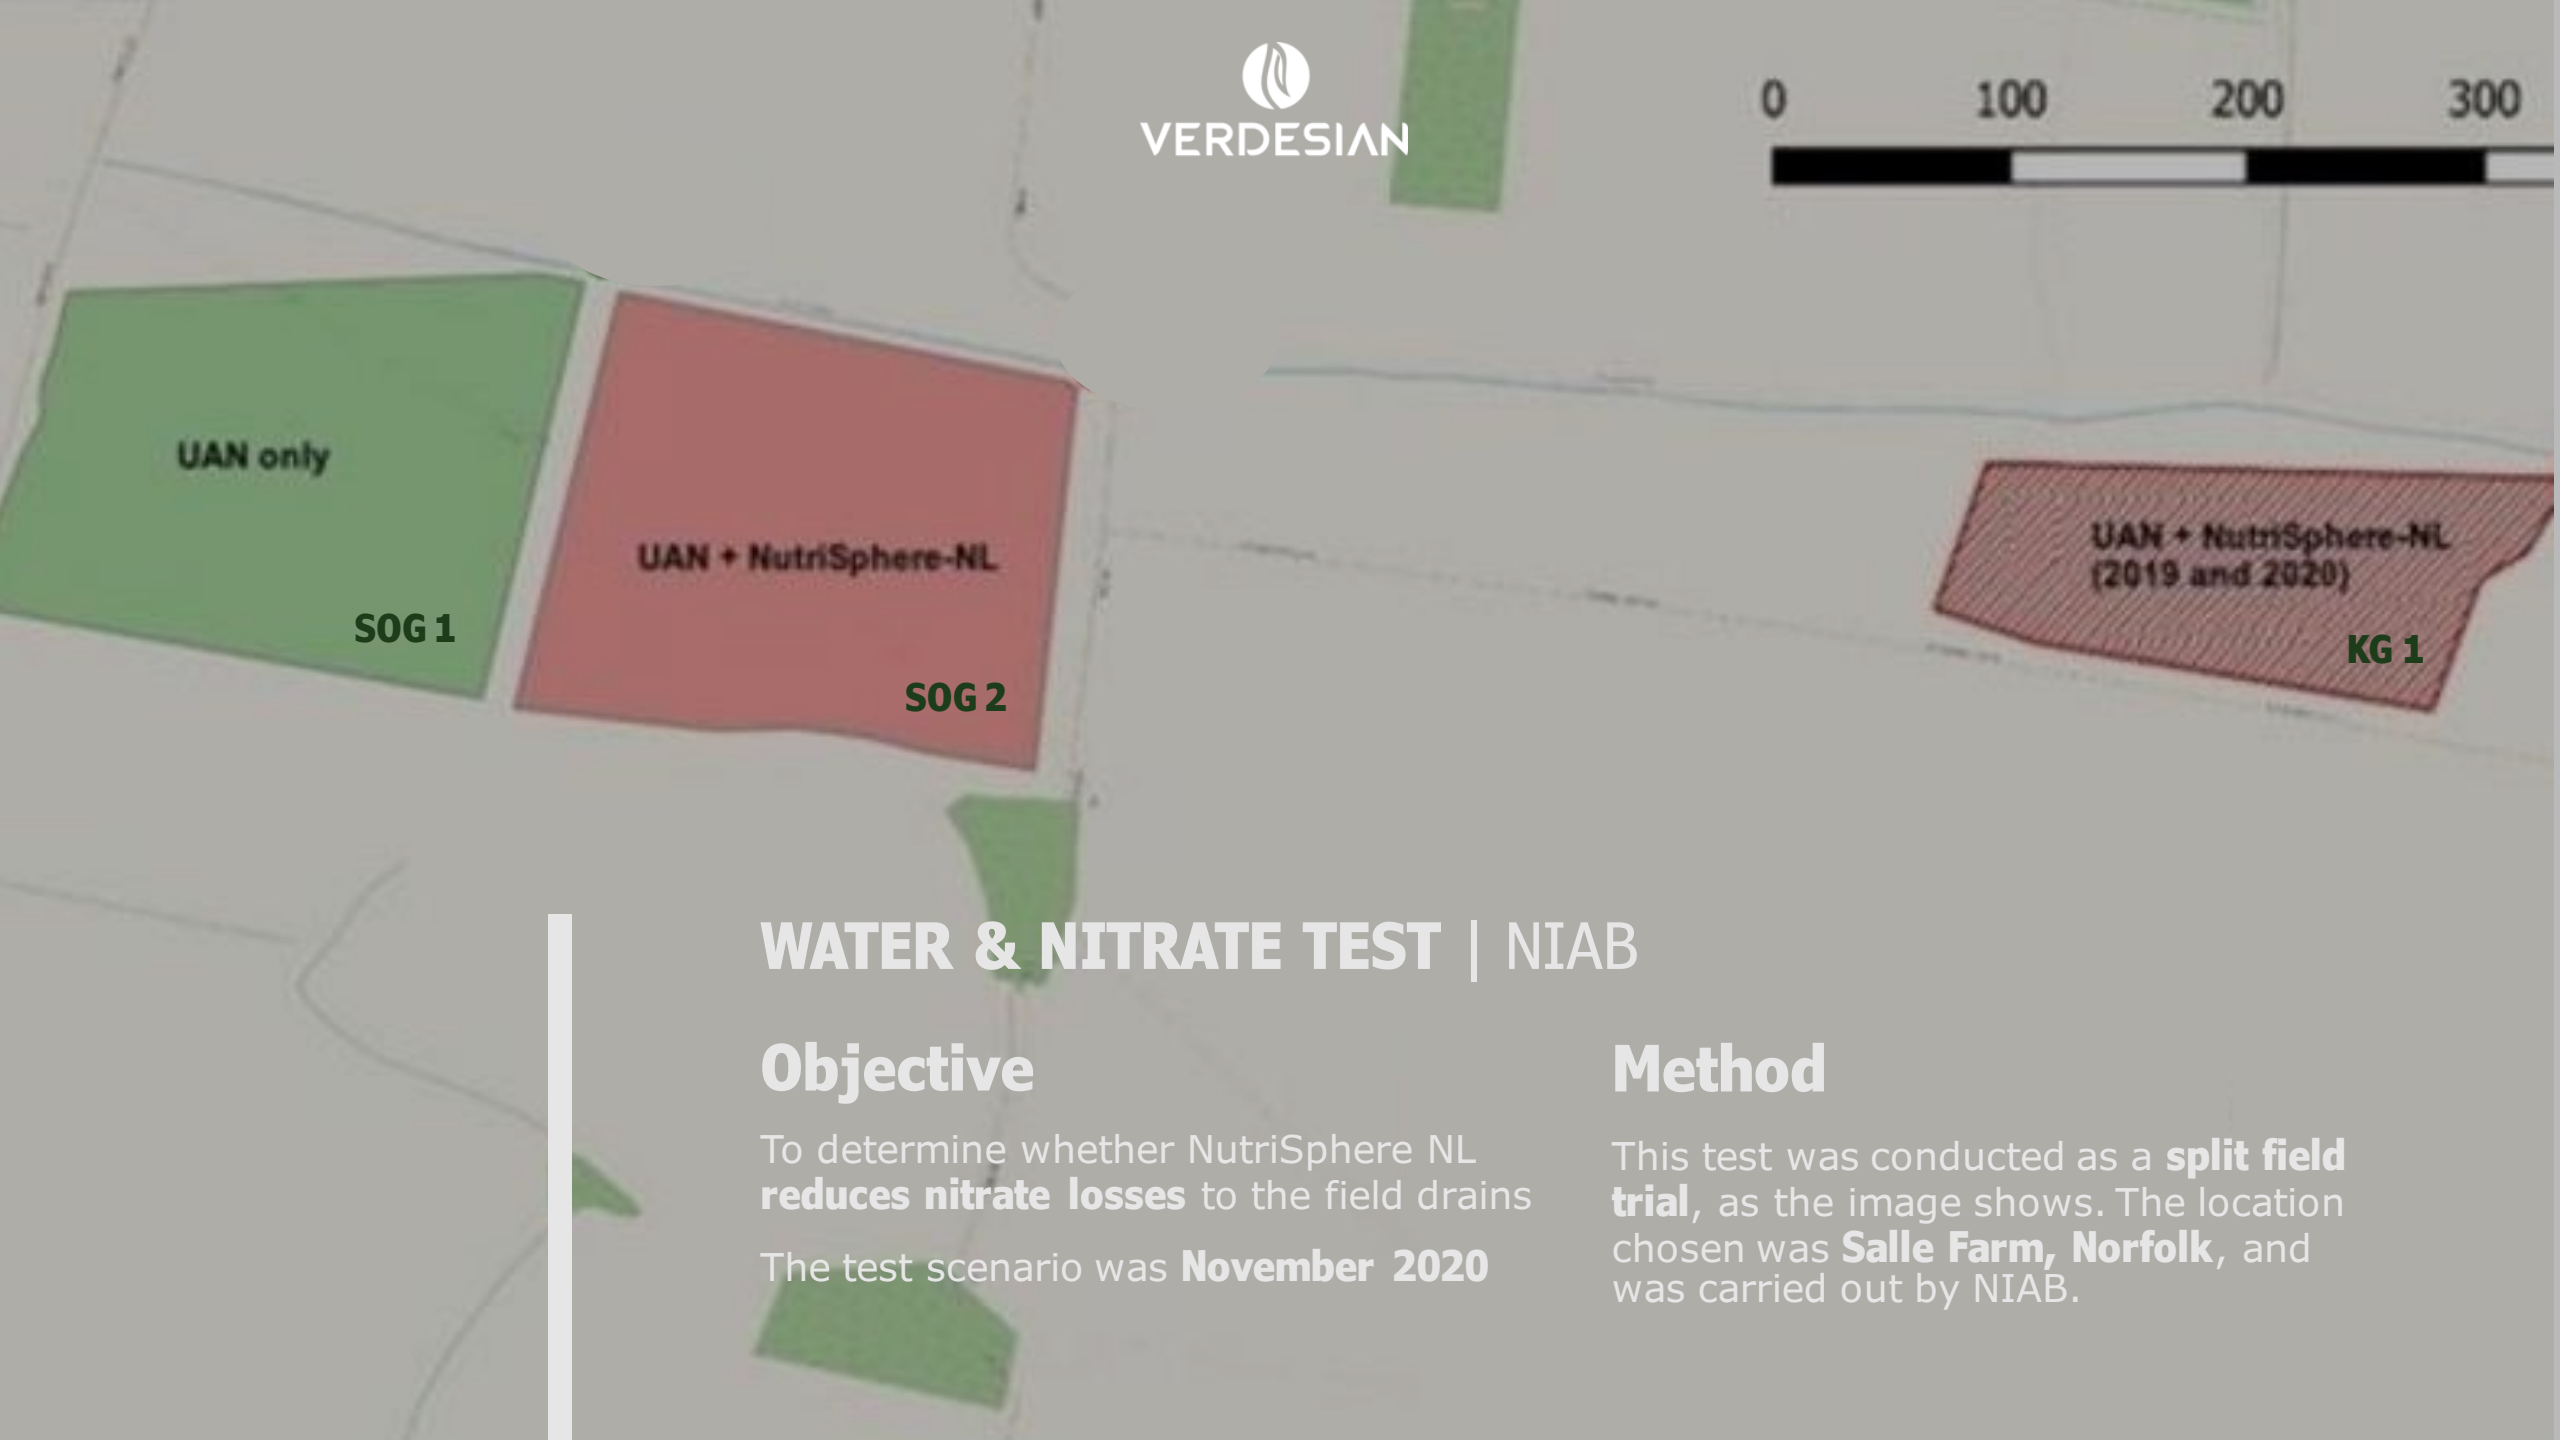 VERDESIAN
0 100 200 300
UAN only
SOG 1
UAN + NutriSphere-NL
SOG 2
UAN + NutriSphere-NL
(2019 and 2020)
KG 1
WATER & NITRATE TEST | NIAB
Objective
To determine whether NutriSphere NL
reduces nitrate losses to the field drains
The test scenario was November 2020
Method
This test was conducted as a split field
trial, as the image shows. The location
chosen was Salle Farm, Norfolk, and
was carried out by NIAB.